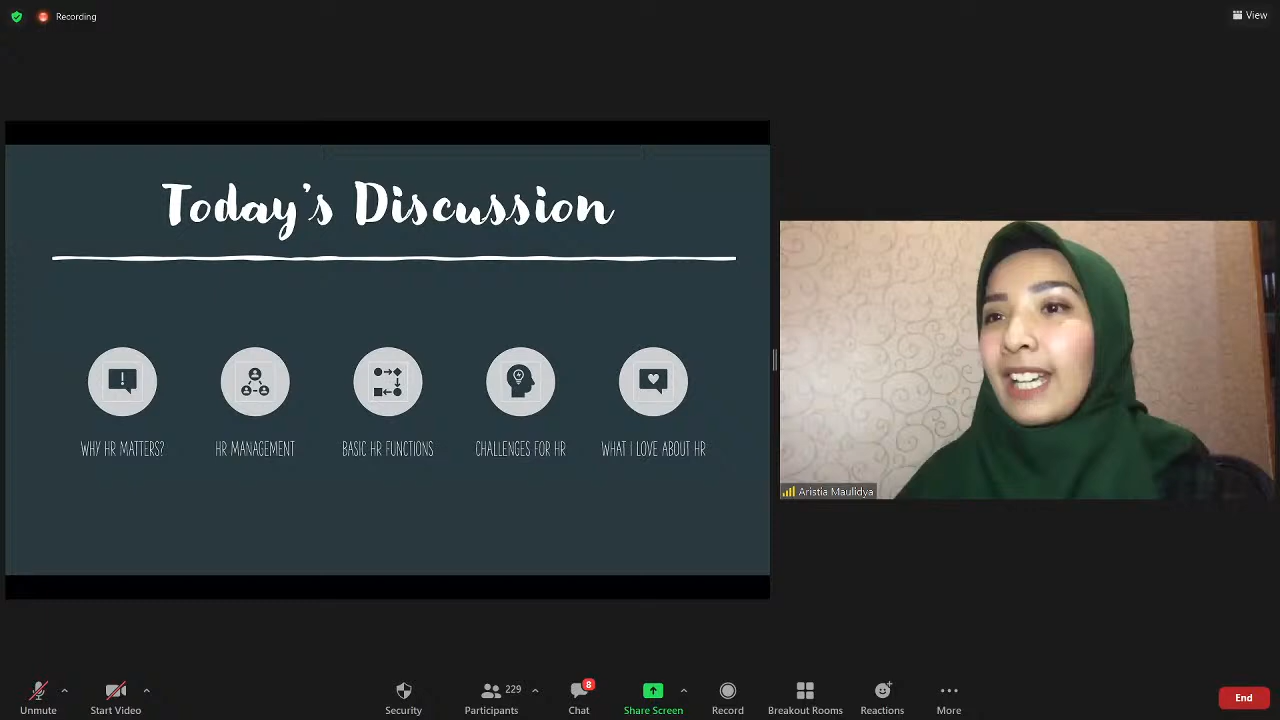 Recording
View
Today's Discussion
WHY HR MATTERS?
HR MANAGEMENT
BASIC HR FUNCTIONS
CHALLENGES FOR HR
WHAT I LOVE ABOUT HR
Aristia Maulidya
Unmute
Start Video
Security
Participants
229
Chat
8
Share Screen
Record
Breakout Rooms
Reactions
More
End